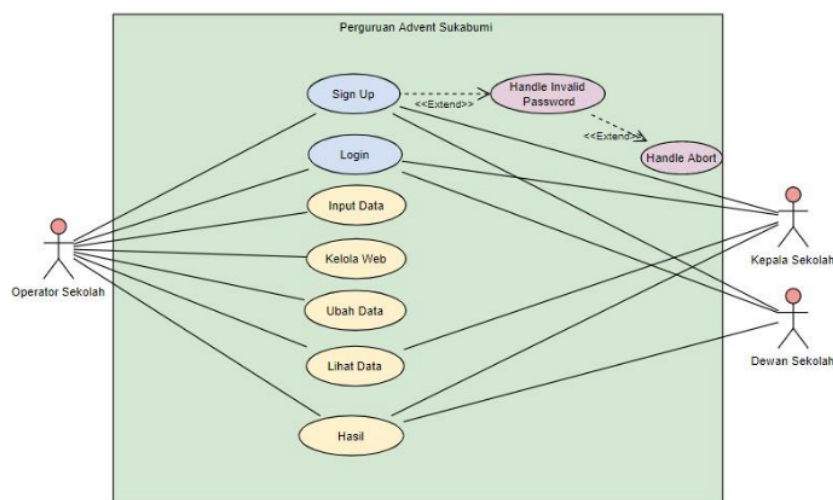 Perguruan Advent Sukabumi
Sign Up
<<Extend>>
Handle Invalid
Password
<<Extend>>
Handle Abort
Login
Input Data
Kelola Web
Ubah Data
Lihat Data
Hasil
Operator Sekolah
Kepala Sekolah
Dewan Sekolah